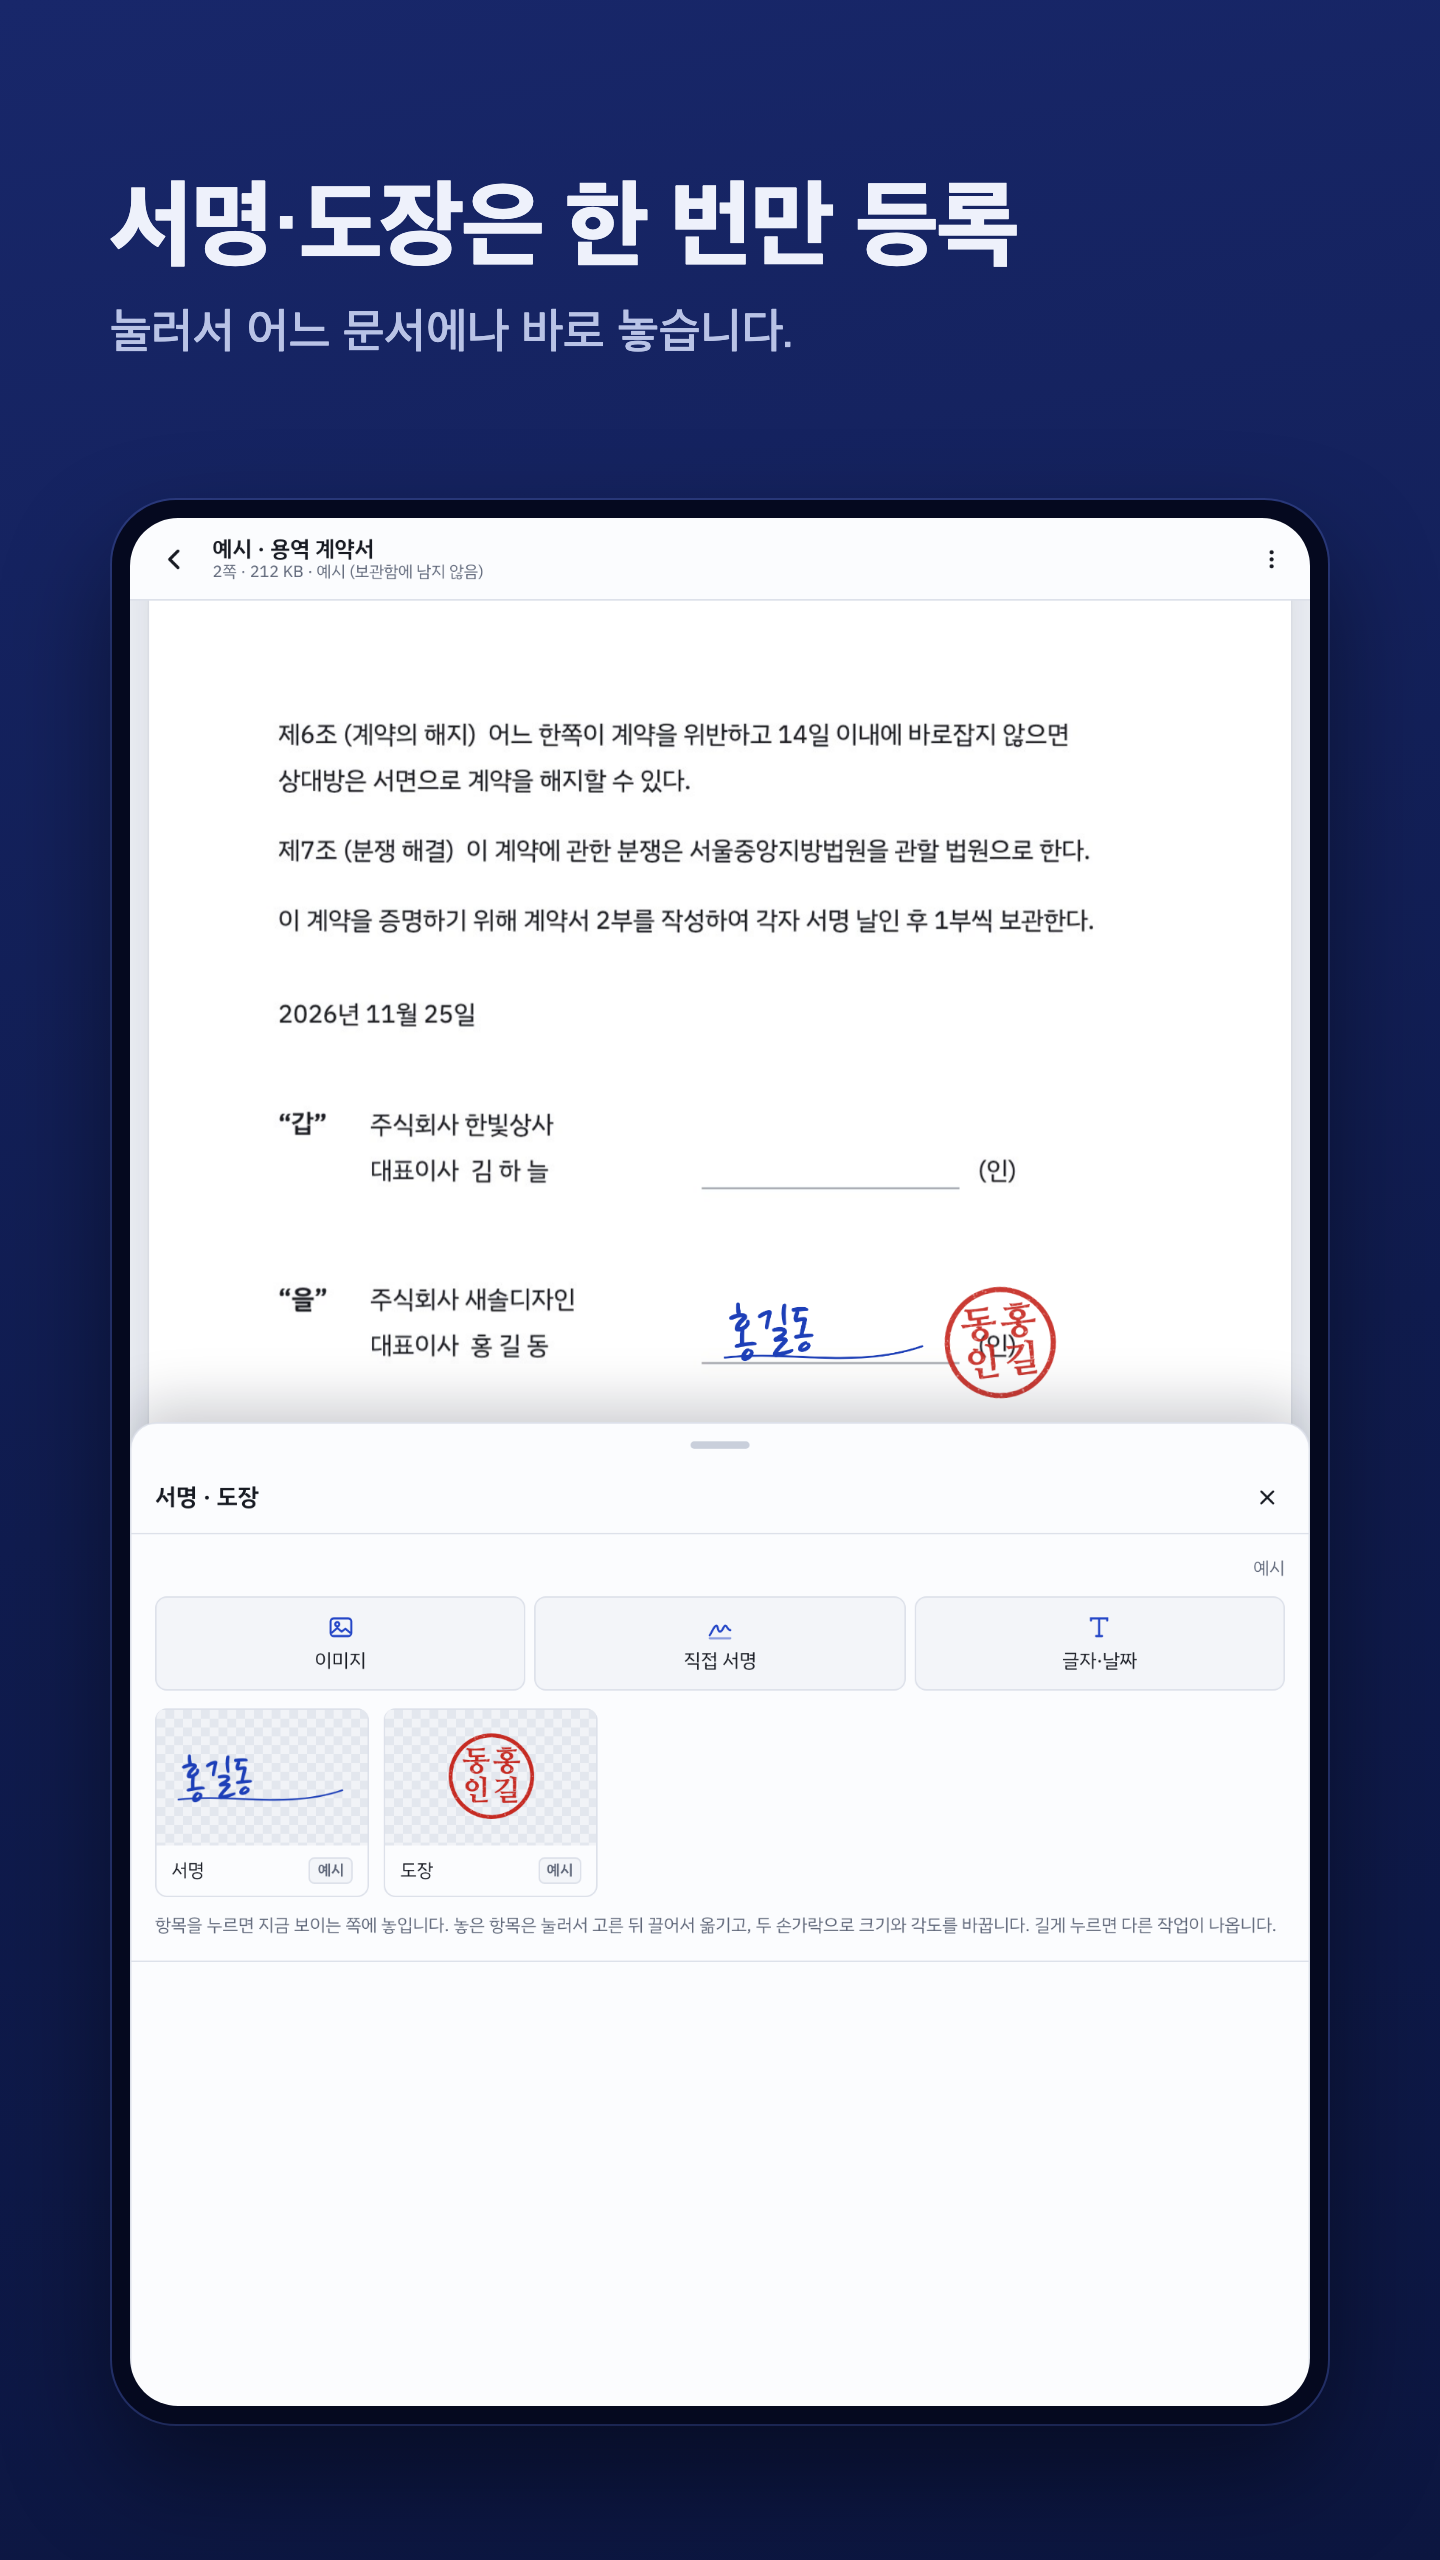 서명·도장은 한 번만 등록
눌러서 어느 문서에나 바로 놓습니다.
예시 · 용역 계약서
2쪽 · 212 KB · 예시 (보관함에 남지 않음)
제6조 (계약의 해지) 어느 한쪽이 계약을 위반하고 14일 이내에 바로잡지 않으면
상대방은 서면으로 계약을 해지할 수 있다.
제7조 (분쟁 해결) 이 계약에 관한 분쟁은 서울중앙지방법원을 관할 법원으로 한다.
이 계약을 증명하기 위해 계약서 2부를 작성하여 각자 서명 날인 후 1부씩 보관한다.
2026년 11월 25일
“갑” 주식회사 한빛상사
대표이사 김 하 늘 (인)
“을” 주식회사 새솔디자인
대표이사 홍 길 동 홍길동 (인)
동홍
인길
서명 · 도장
예시
이미지
직접 서명
글자·날짜
홍길동
동홍
인길
서명 예시
도장 예시
항목을 누르면 지금 보이는 쪽에 놓입니다. 놓은 항목은 눌러서 고른 뒤 끌어서 옮기고, 두 손가락으로 크기와 각도를 바꿉니다. 길게 누르면 다른 작업이 나옵니다.